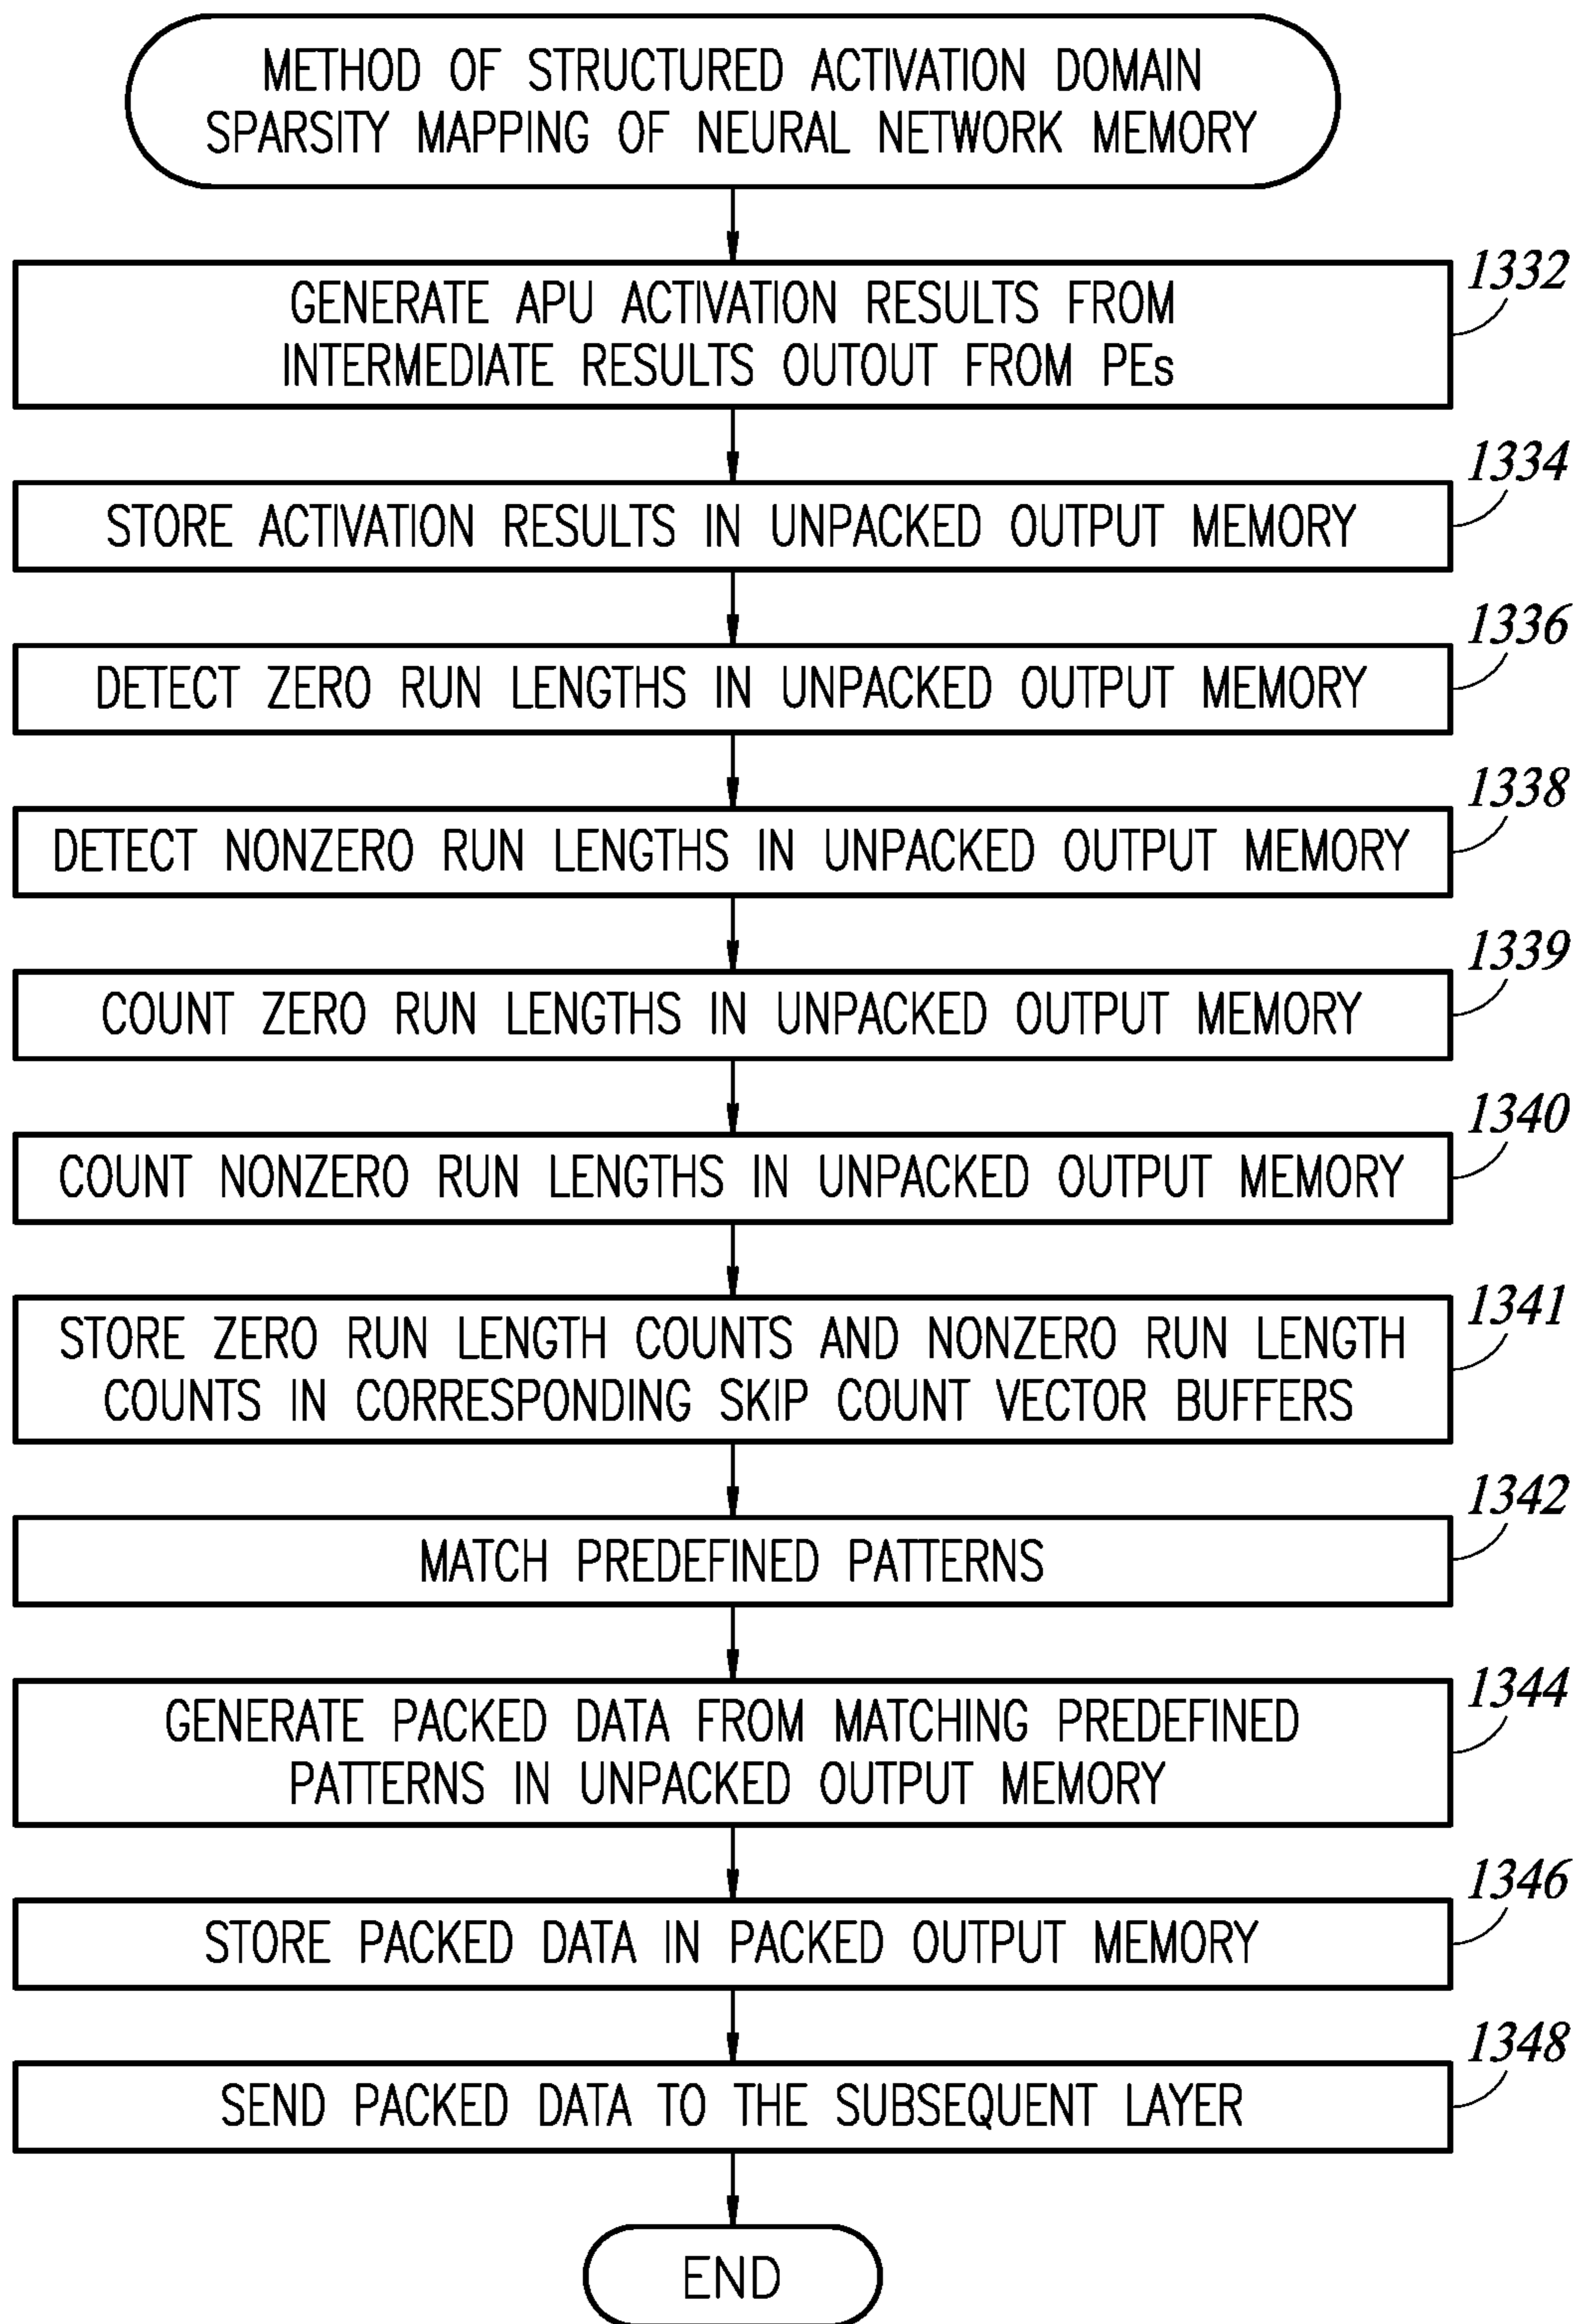 METHOD OF STRUCTURED ACTIVATION DOMAIN
SPARSITY MAPPING OF NEURAL NETWORK MEMORY
1332
GENERATE APU ACTIVATION RESULTS FROM
INTERMEDIATE RESULTS OUTOUT FROM PEs
1334
STORE ACTIVATION RESULTS IN UNPACKED OUTPUT MEMORY
1336
DETECT ZERO RUN LENGTHS IN UNPACKED OUTPUT MEMORY
1338
DETECT NONZERO RUN LENGTHS IN UNPACKED OUTPUT MEMORY
1339
COUNT ZERO RUN LENGTHS IN UNPACKED OUTPUT MEMORY
1340
COUNT NONZERO RUN LENGTHS IN UNPACKED OUTPUT MEMORY
1341
STORE ZERO RUN LENGTH COUNTS AND NONZERO RUN LENGTH
COUNTS IN CORRESPONDING SKIP COUNT VECTOR BUFFERS
1342
MATCH PREDEFINED PATTERNS
1344
GENERATE PACKED DATA FROM MATCHING PREDEFINED
PATTERNS IN UNPACKED OUTPUT MEMORY
1346
STORE PACKED DATA IN PACKED OUTPUT MEMORY
1348
SEND PACKED DATA TO THE SUBSEQUENT LAYER
END